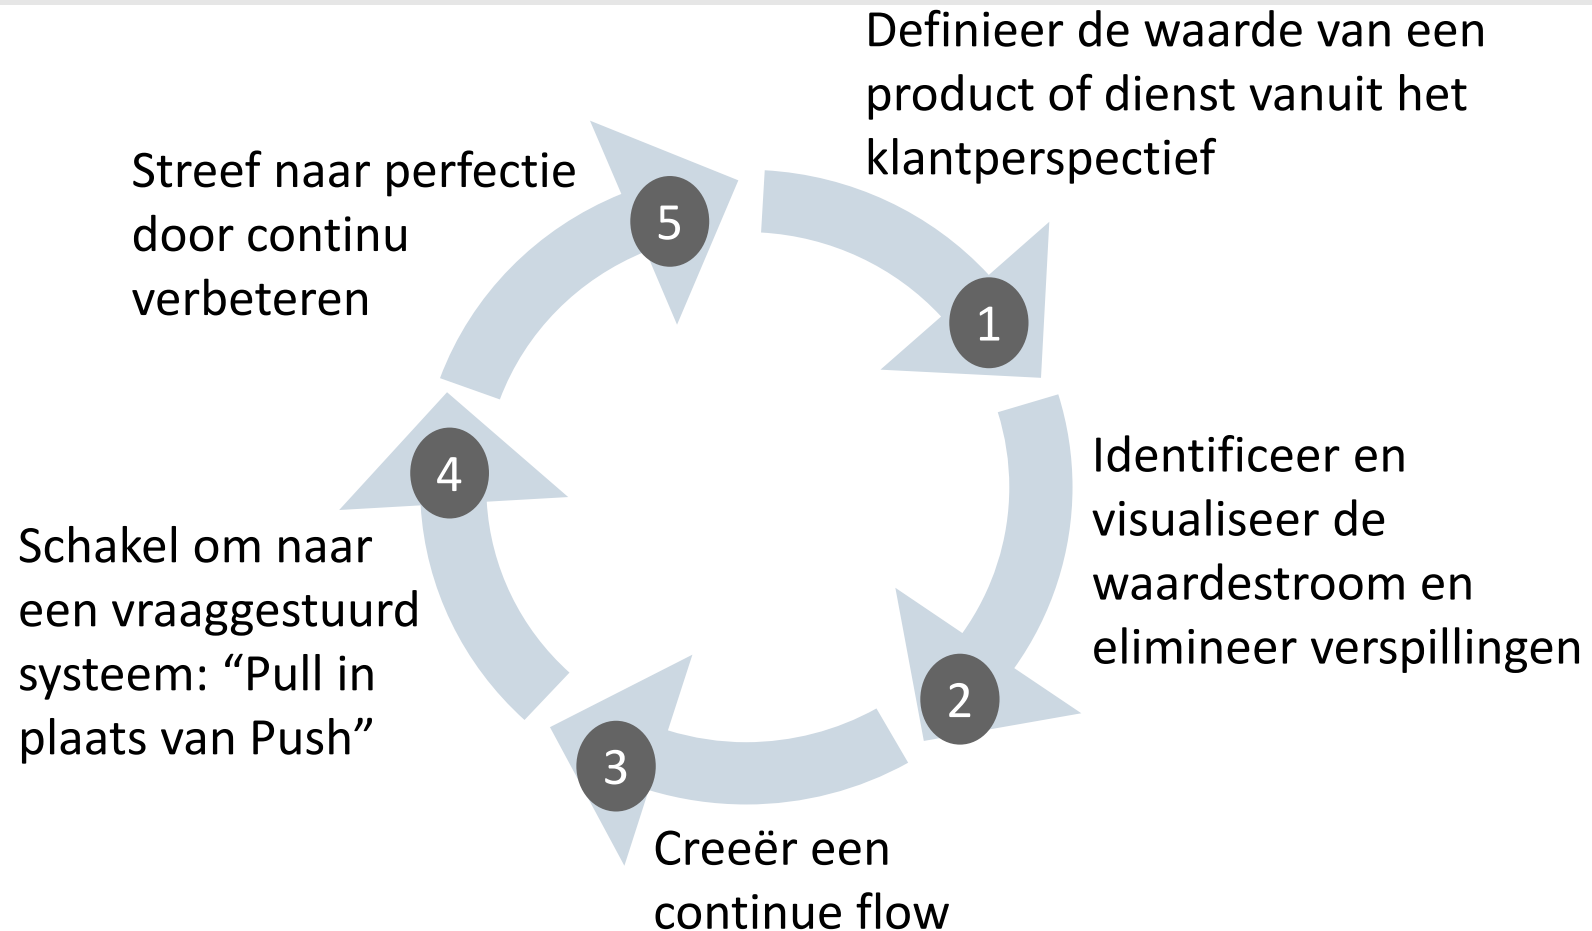 Definieer de waarde van een
product of dienst vanuit het
klantperspectief
1
Identificeer en
visualiseer de
waardestroom en
elimineer verspillingen
2
Creeër een
continue flow
3
Schakel om naar
een vraaggestuurd
systeem: “Pull in
plaats van Push”
4
Streef naar perfectie
door continu
verbeteren
5